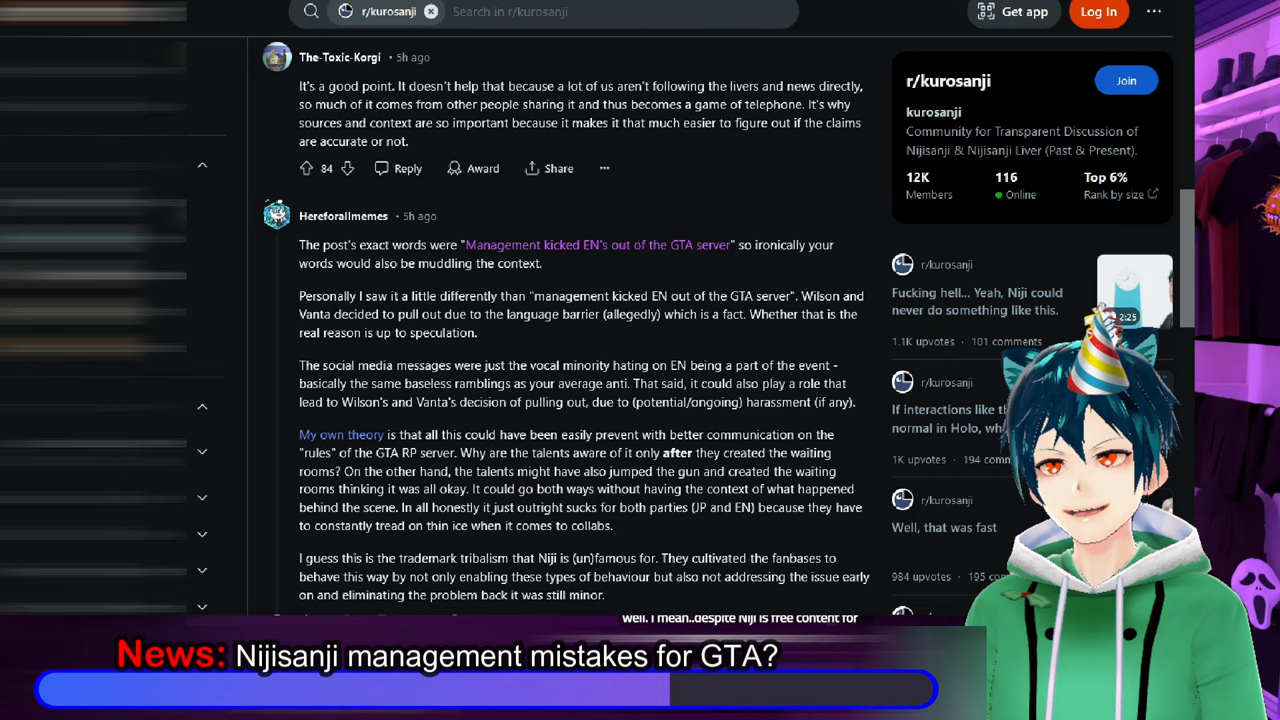 r/kurosanji
Search in r/kurosanji
Get app
Log In
The-Toxic-Korgi • 5h ago
It's a good point. It doesn't help that because a lot of us aren't following the livers and news directly,
so much of it comes from other people sharing it and thus becomes a game of telephone. It's why
sources and context are so important because it makes it that much easier to figure out if the claims
are accurate or not.
84 Reply Award Share
Hereforallmemes • 5h ago
The post's exact words were "Management kicked EN's out of the GTA server" so ironically your
words would also be muddling the context.
Personally I saw it a little differently than "management kicked EN out of the GTA server". Wilson and
Vanta decided to pull out due to the language barrier (allegedly) which is a fact. Whether that is the
real reason is up to speculation.
The social media messages were just the vocal minority hating on EN being a part of the event -
basically the same baseless ramblings as your average anti. That said, it could also play a role that
lead to Wilson's and Vanta's decision of pulling out, due to (potential/ongoing) harassment (if any).
My own theory is that all this could have been easily prevent with better communication on the
"rules" of the GTA RP server. Why are the talents aware of it only after they created the waiting
rooms? On the other hand, the talents might have also jumped the gun and created the waiting
rooms thinking it was all okay. It could go both ways without having the context of what happened
behind the scene. In all honestly it just outright sucks for both parties (JP and EN) because they have
to constantly tread on thin ice when it comes to collabs.
I guess this is the trademark tribalism that Niji is (un)famous for. They cultivated the fanbases to
behave this way by not only enabling these types of behaviour but also not addressing the issue early
on and eliminating the problem back it was still minor.
r/kurosanji
Join
kurosanji
Community for Transparent Discussion of
Nijisanji & Nijisanji Liver (Past & Present).
12K 116 Top 6%
Members Online Rank by size
r/kurosanji
Fucking hell... Yeah, Niji could
never do something like this.
2:25
1.1K upvotes • 101 comments
r/kurosanji
If interactions like
normal in Holo,
1K upvotes • 194
r/kurosanji
Well, that was fast
984 upvotes • 195
well. I mean..despite Niji is free content for
News: Nijisanji management mistakes for GTA?